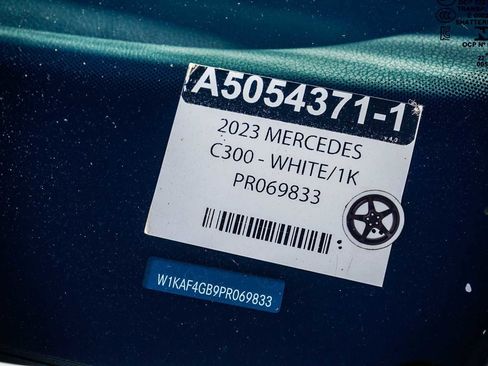 A5054371-1
2023 MERCEDES
C300 - WHITE/1K
PR069833
W1KAF4GB9PR069833